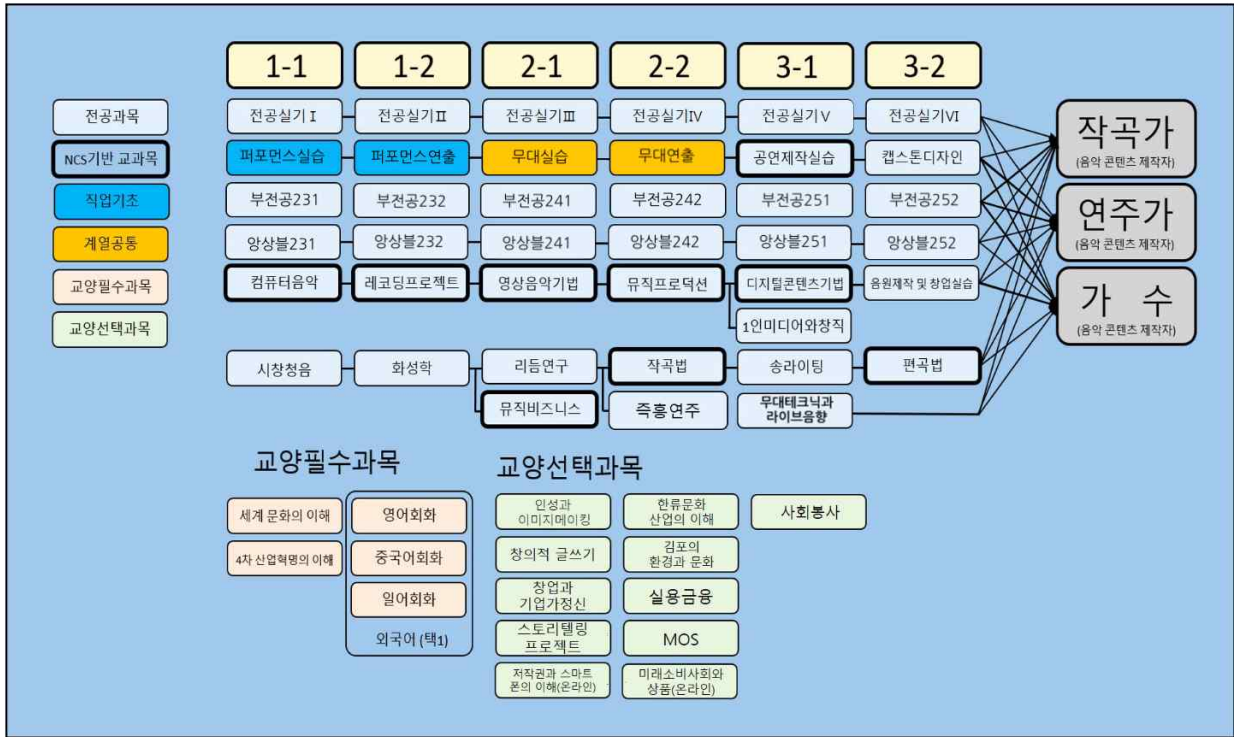 1-1 1-2 2-1 2-2 3-1 3-2
전공과목
NCS기반 교과목
직업기초
계열공통
교양필수과목
교양선택과목
전공실기 I 전공실기 II 전공실기 III 전공실기IV 전공실기 V 전공실기VI
퍼포먼스실습 퍼포먼스연출 무대실습 무대연출 공연제작실습 캡스톤디자인
부전공231 부전공232 부전공241 부전공242 부전공251 부전공252
앙상블231 앙상블232 앙상블241 앙상블242 앙상블251 앙상블252
컴퓨터음악 레코딩프로젝트 영상음악기법 뮤직프로덕션 디지털콘텐츠기법 음원제작 및 창업실습
1인미디어와창직
시창청음 화성학 리듬연구 작곡법 송라이팅 편곡법
뮤직비즈니스 즉흥연주 무대테크닉과
라이브음향
작곡가
(음악 콘텐츠 제작자)
연주가
(음악 콘텐츠 제작자)
가 수
(음악 콘텐츠 제작자)
교양필수과목
세계 문화의 이해
4차 산업혁명의 이해
영어회화
중국어회화
일어회화
외국어 (택1)
교양선택과목
인성과
이미지메이킹
창의적 글쓰기
창업과
기업가정신
스토리텔링
프로젝트
저작권과 스마트
폰의 이해(온라인)
한류문화
산업의 이해
김포의
환경과 문화
실용금융
MOS
미래소비사회와
상품(온라인)
사회봉사